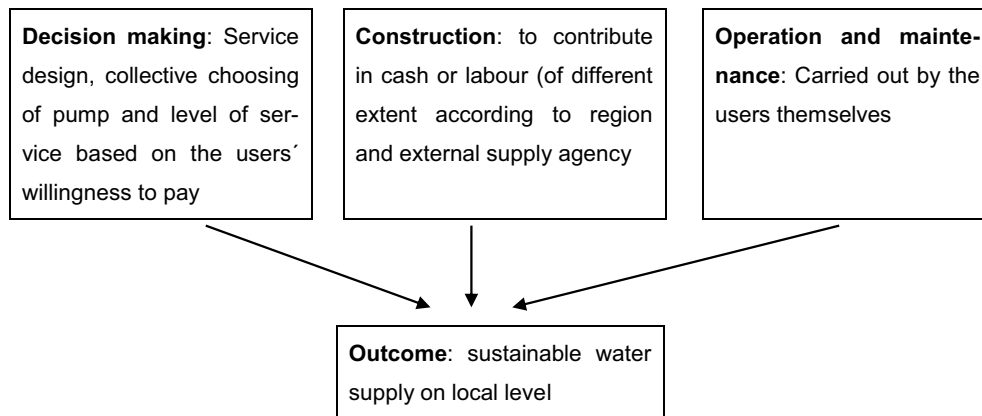 Decision making: Service
design, collective choosing
of pump and level of ser-
vice based on the users´
willingness to pay
Construction: to contribute
in cash or labour (of different
extent according to region
and external supply agency
Operation and mainte-
nance: Carried out by the
users themselves
Outcome: sustainable water
supply on local level